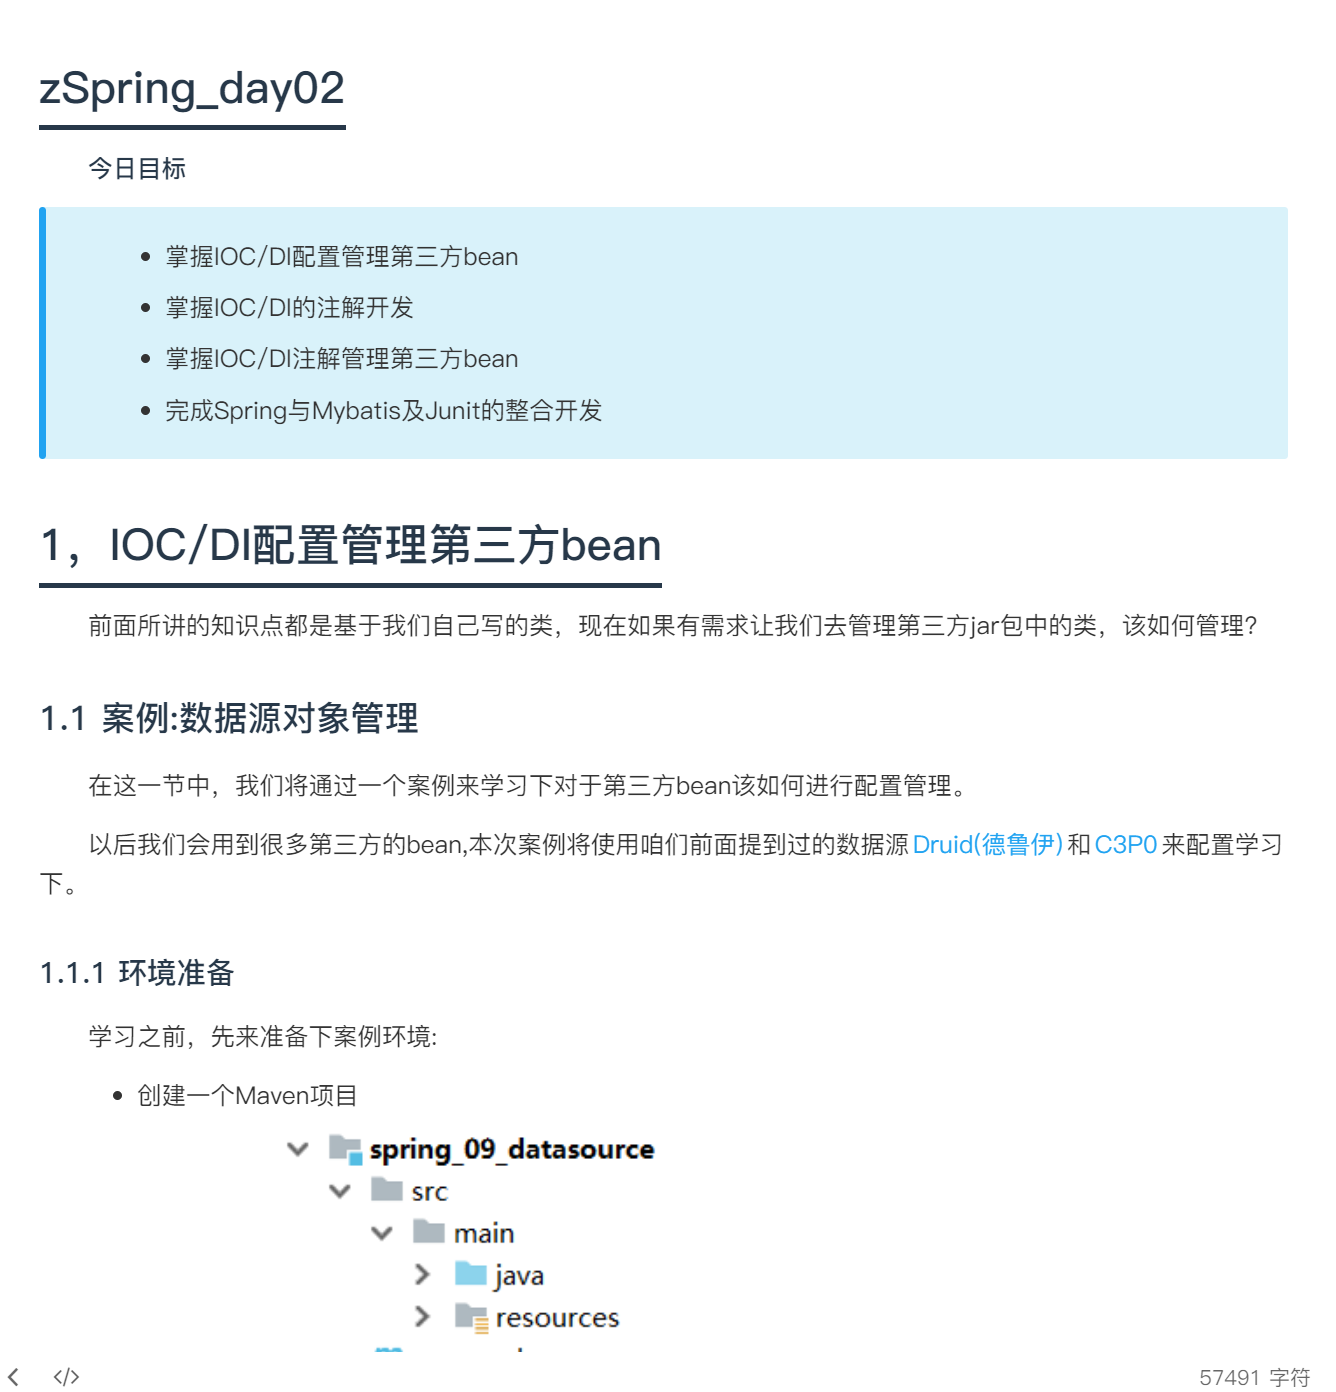 zSpring_day02
今日目标
掌握IOC/DI配置管理第三方bean
掌握IOC/DI的注解开发
掌握IOC/DI注解管理第三方bean
完成Spring与Mybatis及Junit的整合开发
1，IOC/DI配置管理第三方bean
前面所讲的知识点都是基于我们自己写的类，现在如果有需求让我们去管理第三方jar包中的类，该如何管理?
1.1 案例:数据源对象管理
在这一节中，我们将通过一个案例来学习下对于第三方bean该如何进行配置管理。
以后我们会用到很多第三方的bean,本次案例将使用咱们前面提到过的数据源Druid(德鲁伊)和C3P0来配置学习
下。
1.1.1 环境准备
学习之前，先来准备下案例环境:
创建一个Maven项目
spring_09_datasource
src
main
java
resources
57491 字符